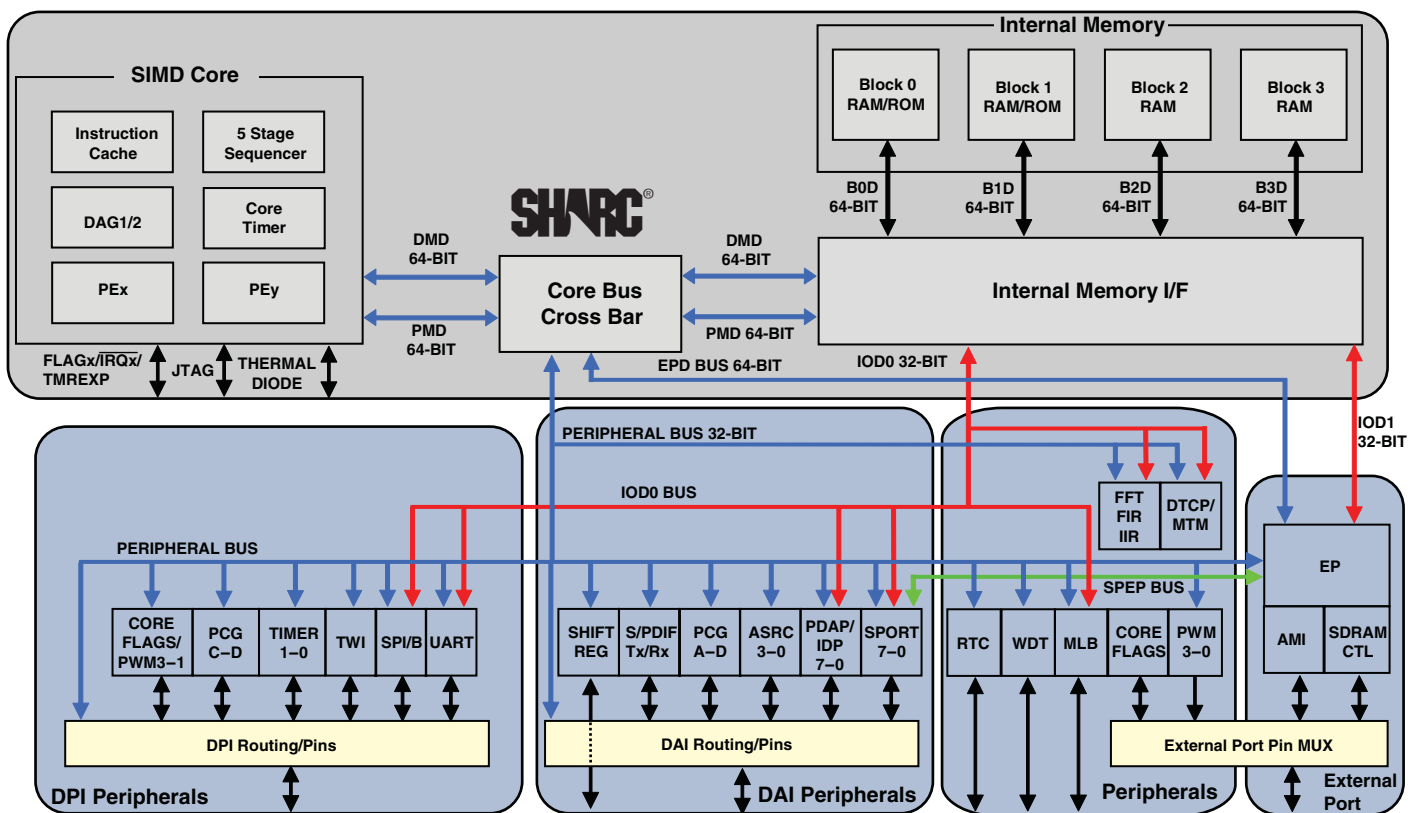 Internal Memory
SIMD Core
Block 0
RAM/ROM
Block 1
RAM/ROM
Block 2
RAM
Block 3
RAM
Instruction
Cache
5 Stage
Sequencer
DAG1/2
Core
Timer
PEx
PEy
B0D
64-BIT
B1D
64-BIT
B2D
64-BIT
B3D
64-BIT
SHARC®
DMD
64-BIT
DMD
64-BIT
Core Bus
Cross Bar
Internal Memory I/F
PMD
64-BIT
PMD 64-BIT
FLAGx/IRQx/
TMREXP
JTAG
THERMAL
DIODE
EPD BUS 64-BIT
IOD0 32-BIT
IOD1
32-BIT
PERIPHERAL BUS 32-BIT
IOD0 BUS
FFT
FIR
IIR
DTCP/
MTM
PERIPHERAL BUS
EP
SPEP BUS
CORE
FLAGS/
PWM3–1
PCG
C–D
TIMER
1–0
TWI
SPI/B
UART
SHIFT
REG
S/PDIF
Tx/Rx
PCG
A–D
ASRC
3–0
PDAP/
IDP
7–0
SPORT
7–0
RTC
WDT
MLB
CORE
FLAGS
PWM
3–0
AMI
SDRAM
CTL
DPI Routing/Pins
DAI Routing/Pins
External Port Pin MUX
DPI Peripherals
DAI Peripherals
Peripherals
External
Port